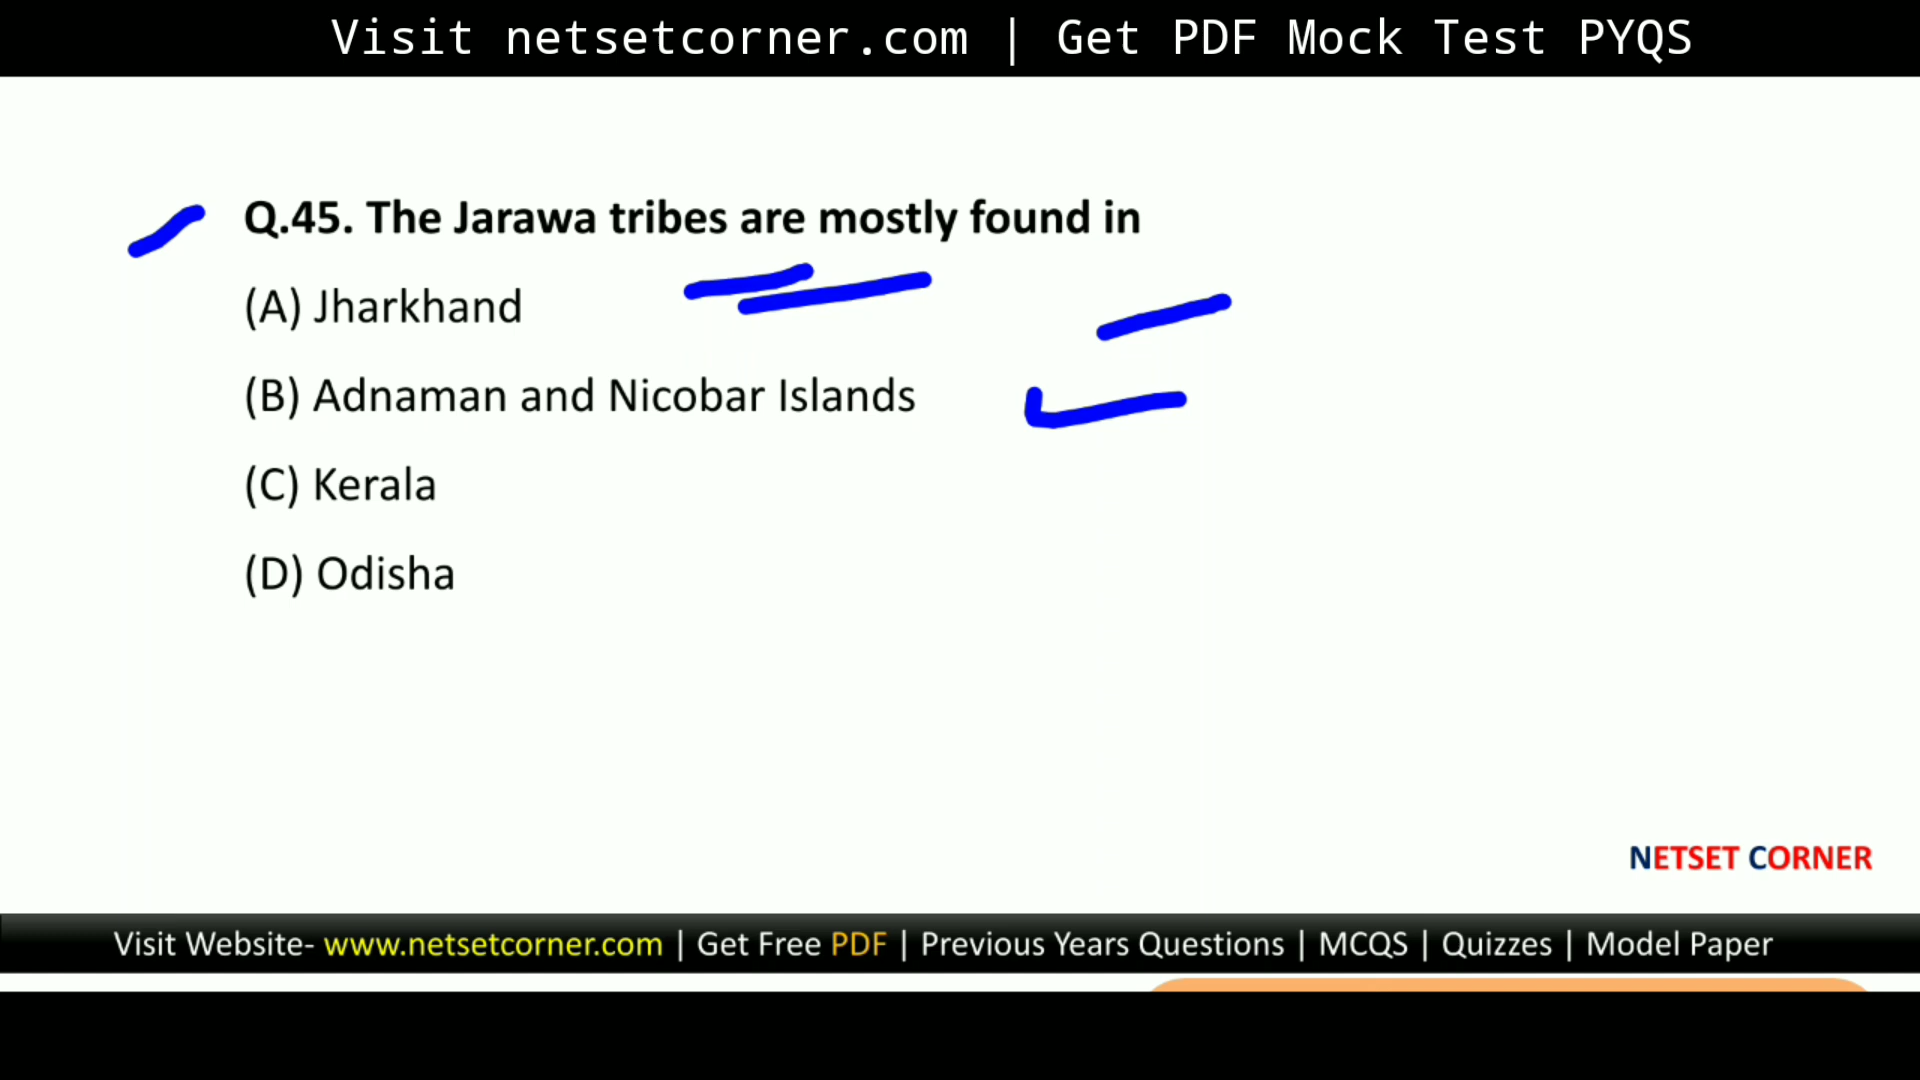 Visit netsetcorner.com | Get PDF Mock Test PYQS
Q.45. The Jarawa tribes are mostly found in
(A) Jharkhand
(B) Adnaman and Nicobar Islands
(C) Kerala
(D) Odisha
NETSET CORNER
Visit Website- www.netsetcorner.com | Get Free PDF | Previous Years Questions | MCQS | Quizzes | Model Paper